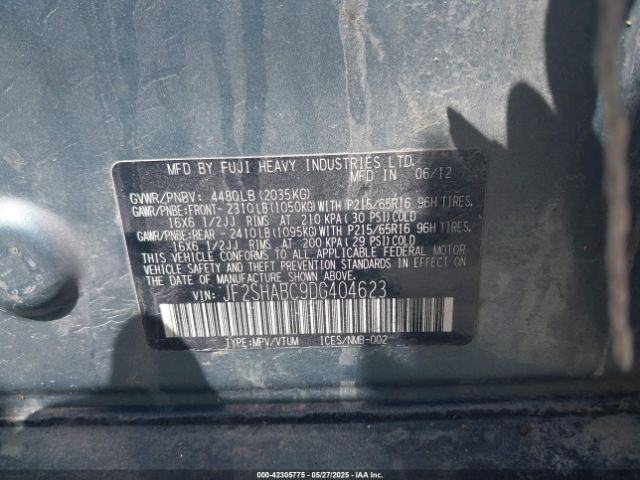 MFD BY FUJI HEAVY INDUSTRIES LTD.
MFD IN 06/12
GVWR/PNBV: 4480LB(2035KG)
GAWR/PNBE:FRONT- 2310LB(1050KG)WITH P215/65R16 96H TIRES,
16X6 1/2JJ RIMS AT 210 KPA(30 PSI)COLD
GAWR/PNBE:REAR - 2410LB(1095KG)WITH P215/65R16 96H TIRES,
16X6 1/2JJ RIMS AT 200 KPA(29 PSI)COLD
THIS VEHICLE CONFORMS TO ALL APPLICABLE FEDERAL MOTOR
VEHICLE SAFETY AND THEFT PREVENTION STANDARDS IN EFFECT
ON THE DATE OF MANUFACTURE SHOWN ABOVE.
VIN: JF2SHABC9DG404623
TYPE:MPV/VTUM ICES/NMB-002
00-42305775 - 05/27/2025 - IAAI.COM